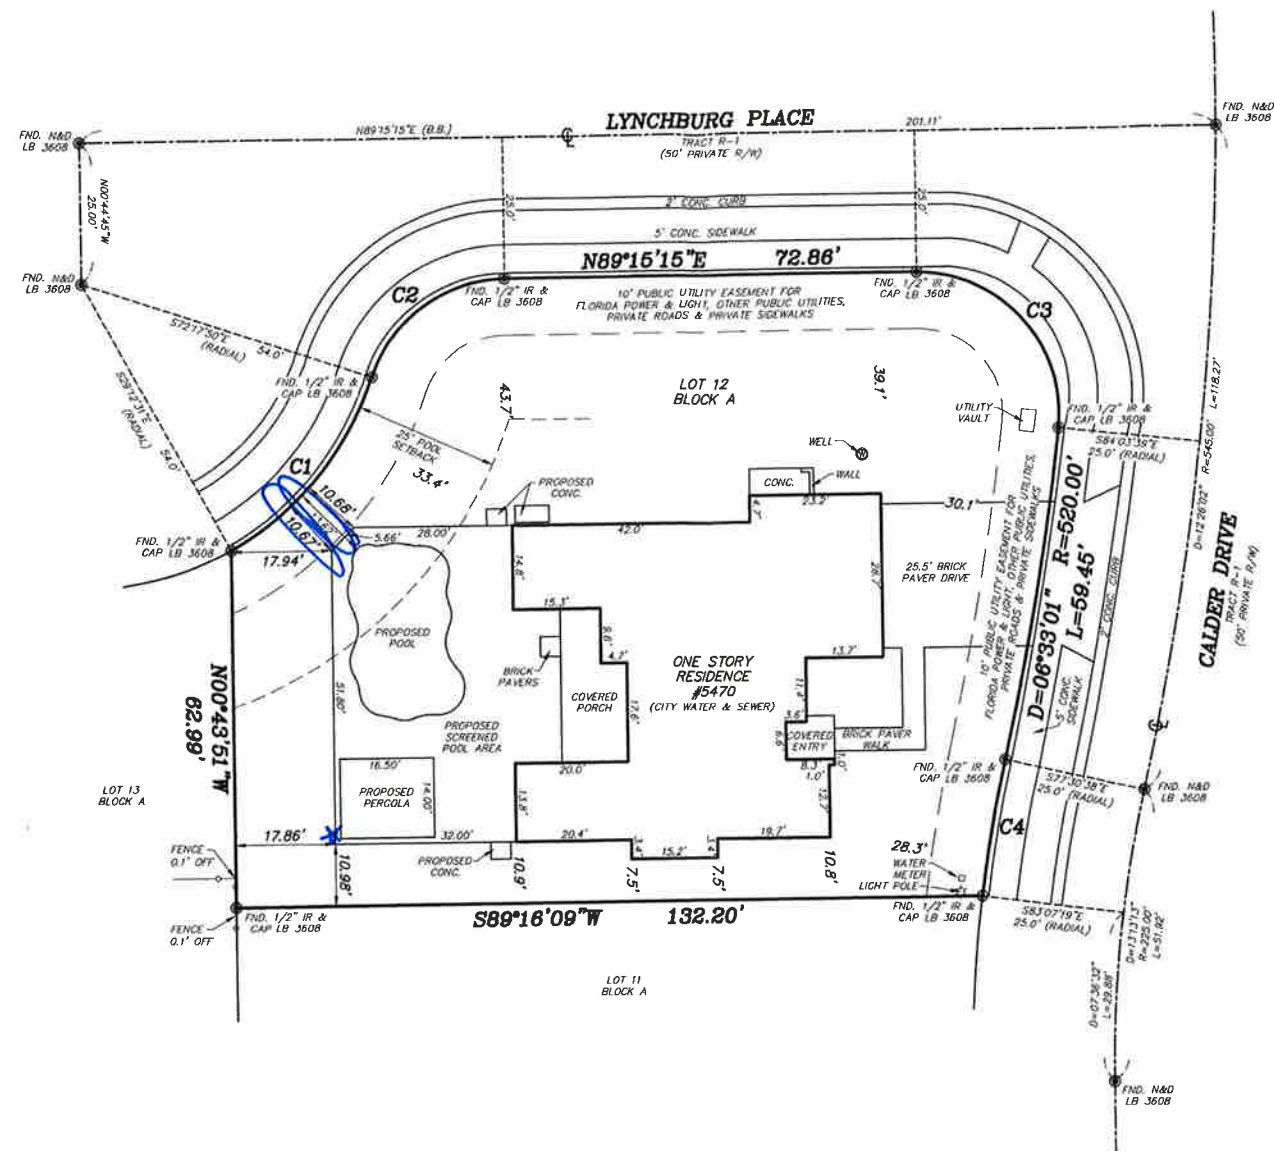 LYNCHBURG PLACE
TRACT R-1
(50' PRIVATE R/W)
N89°15'15"E (B.B.)
201.11'
FND. N&D
LB 3608
FND. N&D
LB 3608
N00°44'45"W
25.00'
FND. N&D
LB 3608
25.0'
25.0'
2' CONC. CURB
5' CONC. SIDEWALK
N89°15'15"E 72.86'
C2
FND. 1/2" IR &
CAP LB 3608
FND. 1/2" IR &
CAP LB 3608
10' PUBLIC UTILITY EASEMENT FOR
FLORIDA POWER & LIGHT, OTHER PUBLIC UTILITIES,
PRIVATE ROADS & PRIVATE SIDEWALKS
C3
S72°17'50"E
(RADIAL)
54.0'
FND. 1/2" IR &
CAP LB 3608
S29°12'31"E
(RADIAL)
54.0'
LOT 12
BLOCK A
43.7'
39.1'
UTILITY
VAULT
FND. 1/2" IR &
CAP LB 3608
S84°03'39"E
25.0' (RADIAL)
L=118.27'
R=545.00'
D=12°26'02"
25' POOL
SETBACK
33.4'
WELL
C1
10.68'
10.67'
PROPOSED
CONC.
CONC.
WALL
23.2'
4.7'
30.1'
FND. 1/2" IR &
CAP LB 3608
17.94'
5.66'
28.00'
42.0'
14.8'
28.7'
25.5' BRICK
PAVER DRIVE
10' PUBLIC UTILITY EASEMENT FOR
FLORIDA POWER & LIGHT, OTHER PUBLIC UTILITIES,
PRIVATE ROADS & PRIVATE SIDEWALKS
D=06°33'01" R=520.00'
L=59.45'
2' CONC. CURB
CALDER DRIVE
TRACT R-1
(50' PRIVATE R/W)
PROPOSED
POOL
15.3'
4.7'
BRICK
PAVERS
COVERED
PORCH
17.6'
ONE STORY
RESIDENCE
#5470
(CITY WATER & SEWER)
13.7'
11.4'
3.6'
6.6'
COVERED
ENTRY
BRICK PAVER
WALK
8.3'
1.0'
1.0'
5' CONC.
SIDEWALK
N00°43'51"W
62.99'
51.80'
PROPOSED
SCREENED
POOL AREA
20.0'
16.50'
PROPOSED
PERGOLA
14.00'
13.8'
12.7'
FND. 1/2" IR &
CAP LB 3608
S77°30'38"E
25.0' (RADIAL)
FND. N&D
LB 3608
LOT 13
BLOCK A
C4
17.86'
32.00'
20.4'
3.4'
15.2'
3.4'
19.7'
FENCE
0.1' OFF
10.98'
PROPOSED
CONC.
10.9'
7.5'
7.5'
10.8'
28.3'
WATER
METER
LIGHT
POLE
FENCE
0.1' OFF
FND. 1/2" IR &
CAP LB 3608
S89°16'09"W 132.20'
FND. 1/2" IR &
CAP LB 3608
S83°07'19"E
25.0' (RADIAL)
D=13°13'13"
R=225.00'
L=51.92'
LOT 11
BLOCK A
D=07°36'32"
L=29.88'
FND. N&D
LB 3608